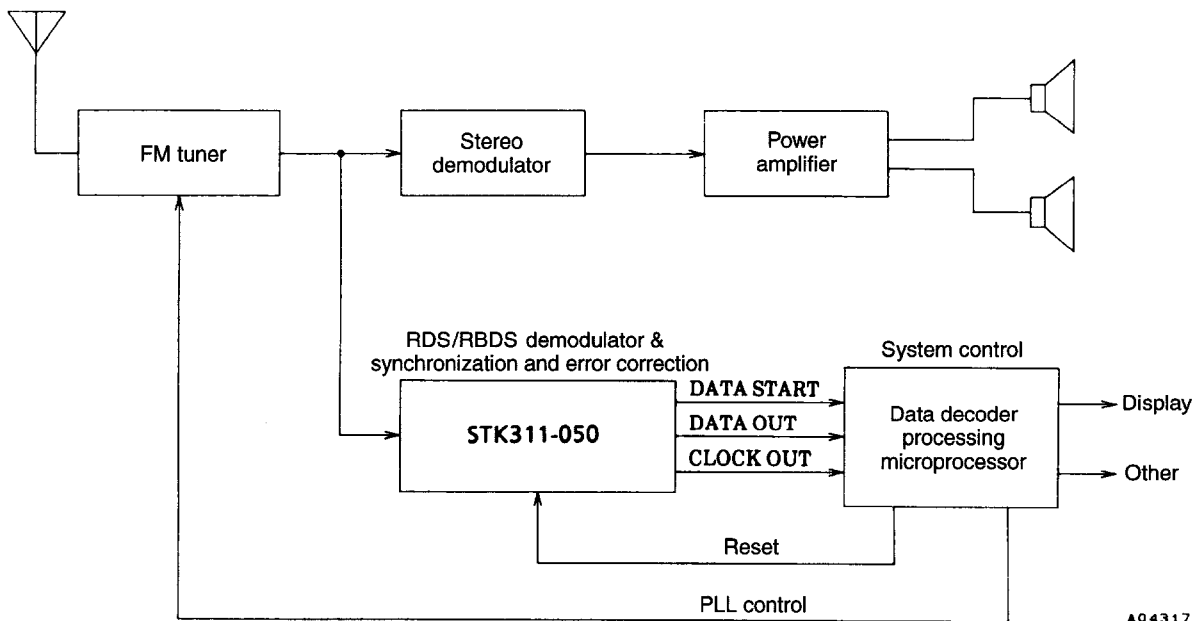 FM tuner
Stereo
demodulator
Power
amplifier
RDS/RBDS demodulator &
synchronization and error correction
STK311-050
DATA START
DATA OUT
CLOCK OUT
System control
Data decoder
processing
microprocessor
Display
Other
Reset
PLL control
A04317